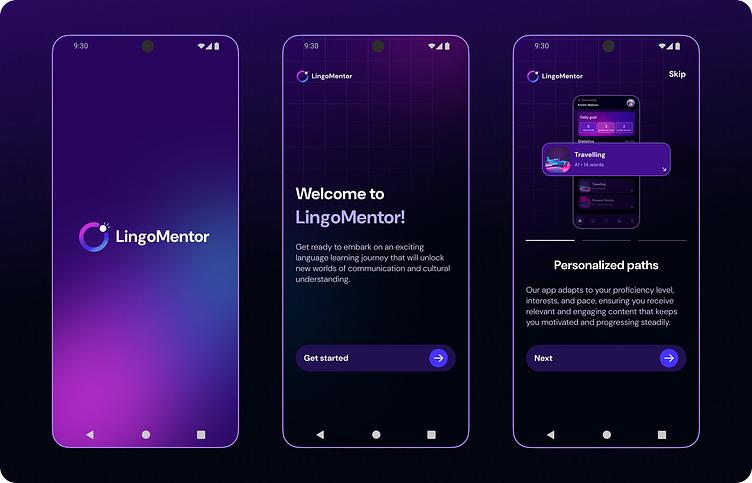 9:30
LingoMentor
9:30
LingoMentor
Welcome to
LingoMentor!
Get ready to embark on an exciting
language learning journey that will unlock
new worlds of communication and cultural
understanding.
Get started
9:30
LingoMentor
Skip
Daily goal
Statistics
Travelling
A1 • 14 words
Travelling
Personalized paths
Our app adapts to your proficiency level,
interests, and pace, ensuring you receive
relevant and engaging content that keeps
you motivated and progressing steadily.
Next